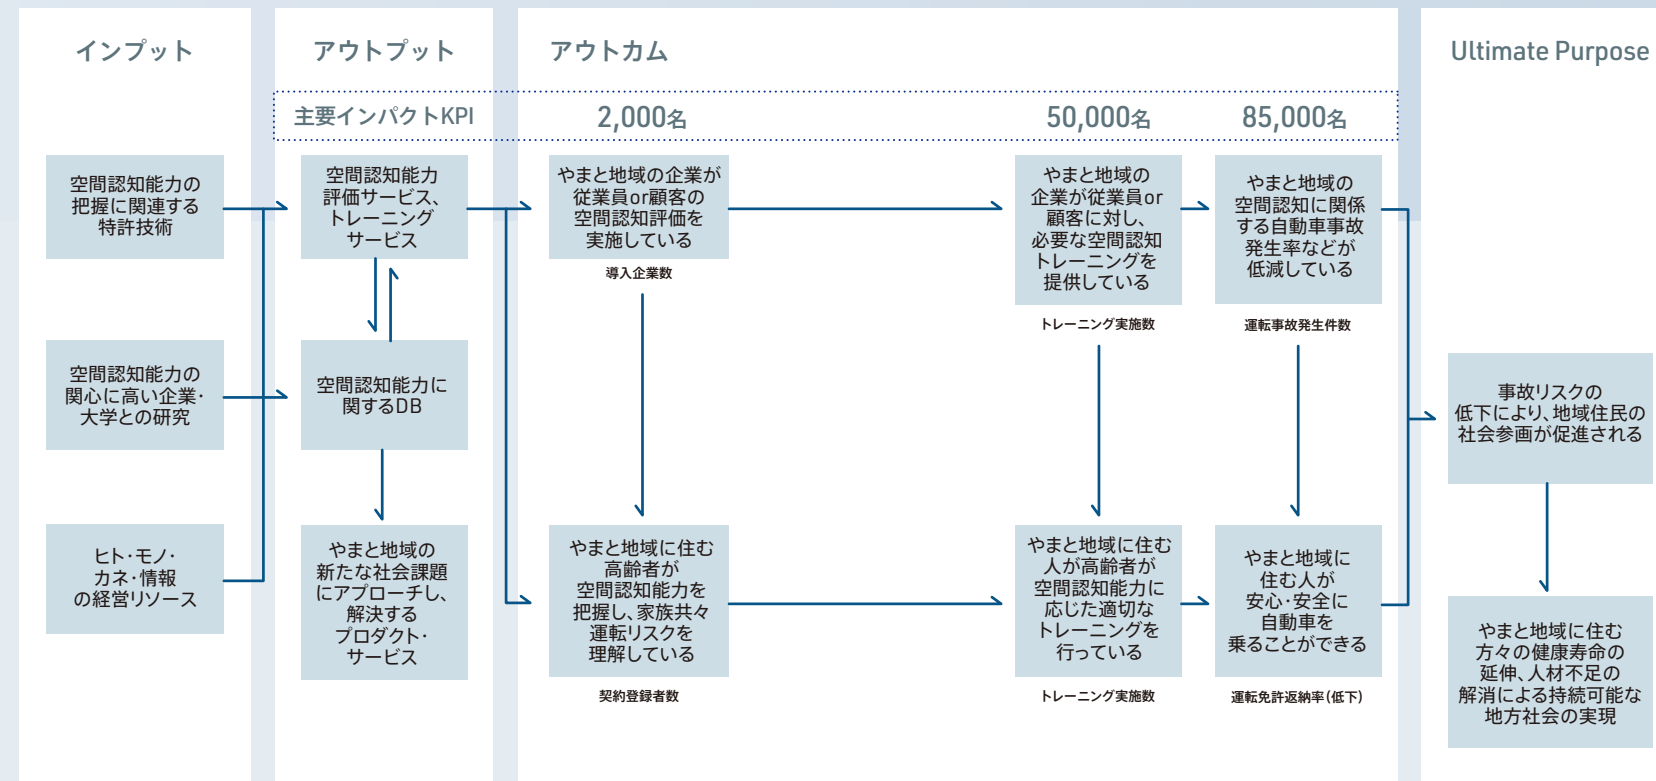 インプット
アウトプット
アウトカム
Ultimate Purpose
主要インパクトKPI
2,000名
50,000名
85,000名
空間認知能力の
把握に関連する
特許技術
空間認知能力の
関心に高い企業・
大学との研究
ヒト・モノ・
カネ・情報
の経営リソース
空間認知能力
評価サービス、
トレーニング
サービス
空間認知能力に
関するDB
やまと地域の
新たな社会課題
にアプローチし、
解決する
プロダクト・
サービス
やまと地域の企業が
従業員or顧客の
空間認知評価を
実施している
導入企業数
やまと地域に住む
高齢者が
空間認知能力を
把握し、家族共々
運転リスクを
理解している
契約登録者数
やまと地域の
企業が従業員or
顧客に対し、
必要な空間認知
トレーニングを
提供している
トレーニング実施数
やまと地域に住む
人が高齢者が
空間認知能力に
応じた適切な
トレーニングを
行っている
トレーニング実施数
やまと地域の
空間認知に関係
する自動車事故
発生率などが
低減している
運転事故発生件数
やまと地域に
住む人が
安心・安全に
自動車を
乗ることができる
運転免許返納率(低下)
事故リスクの
低下により、地域住民の
社会参画が促進される
やまと地域に住む
方々の健康寿命の
延伸、人材不足の
解消による持続可能な
地方社会の実現